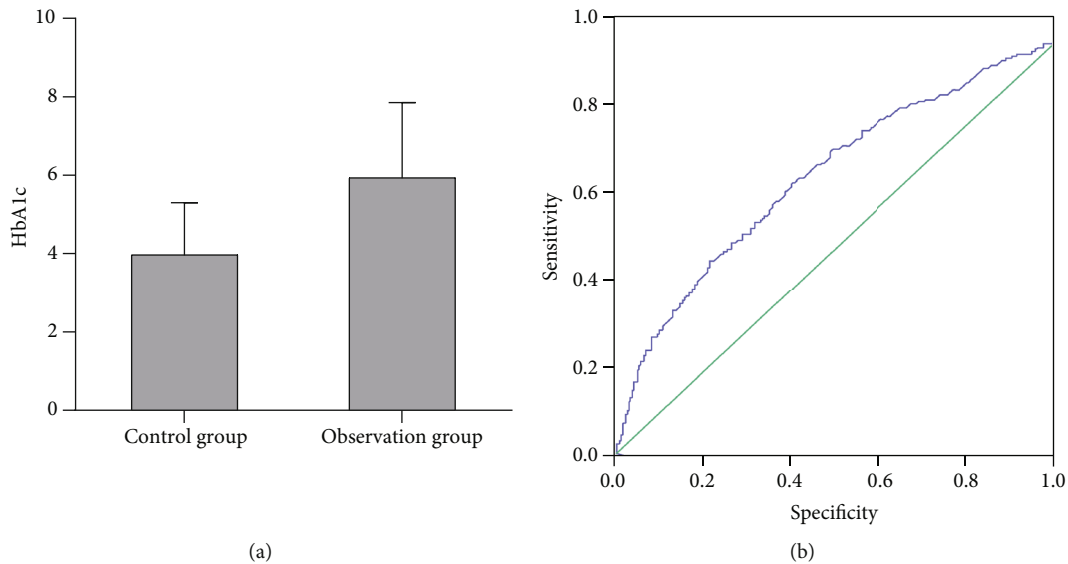 10
8
6
4
2
0
HbA1c
Control group
Observation group
(a)
1.0
0.8
0.6
0.4
0.2
0.0
Sensitivity
0.0 0.2 0.4 0.6 0.8 1.0
Specificity
(b)